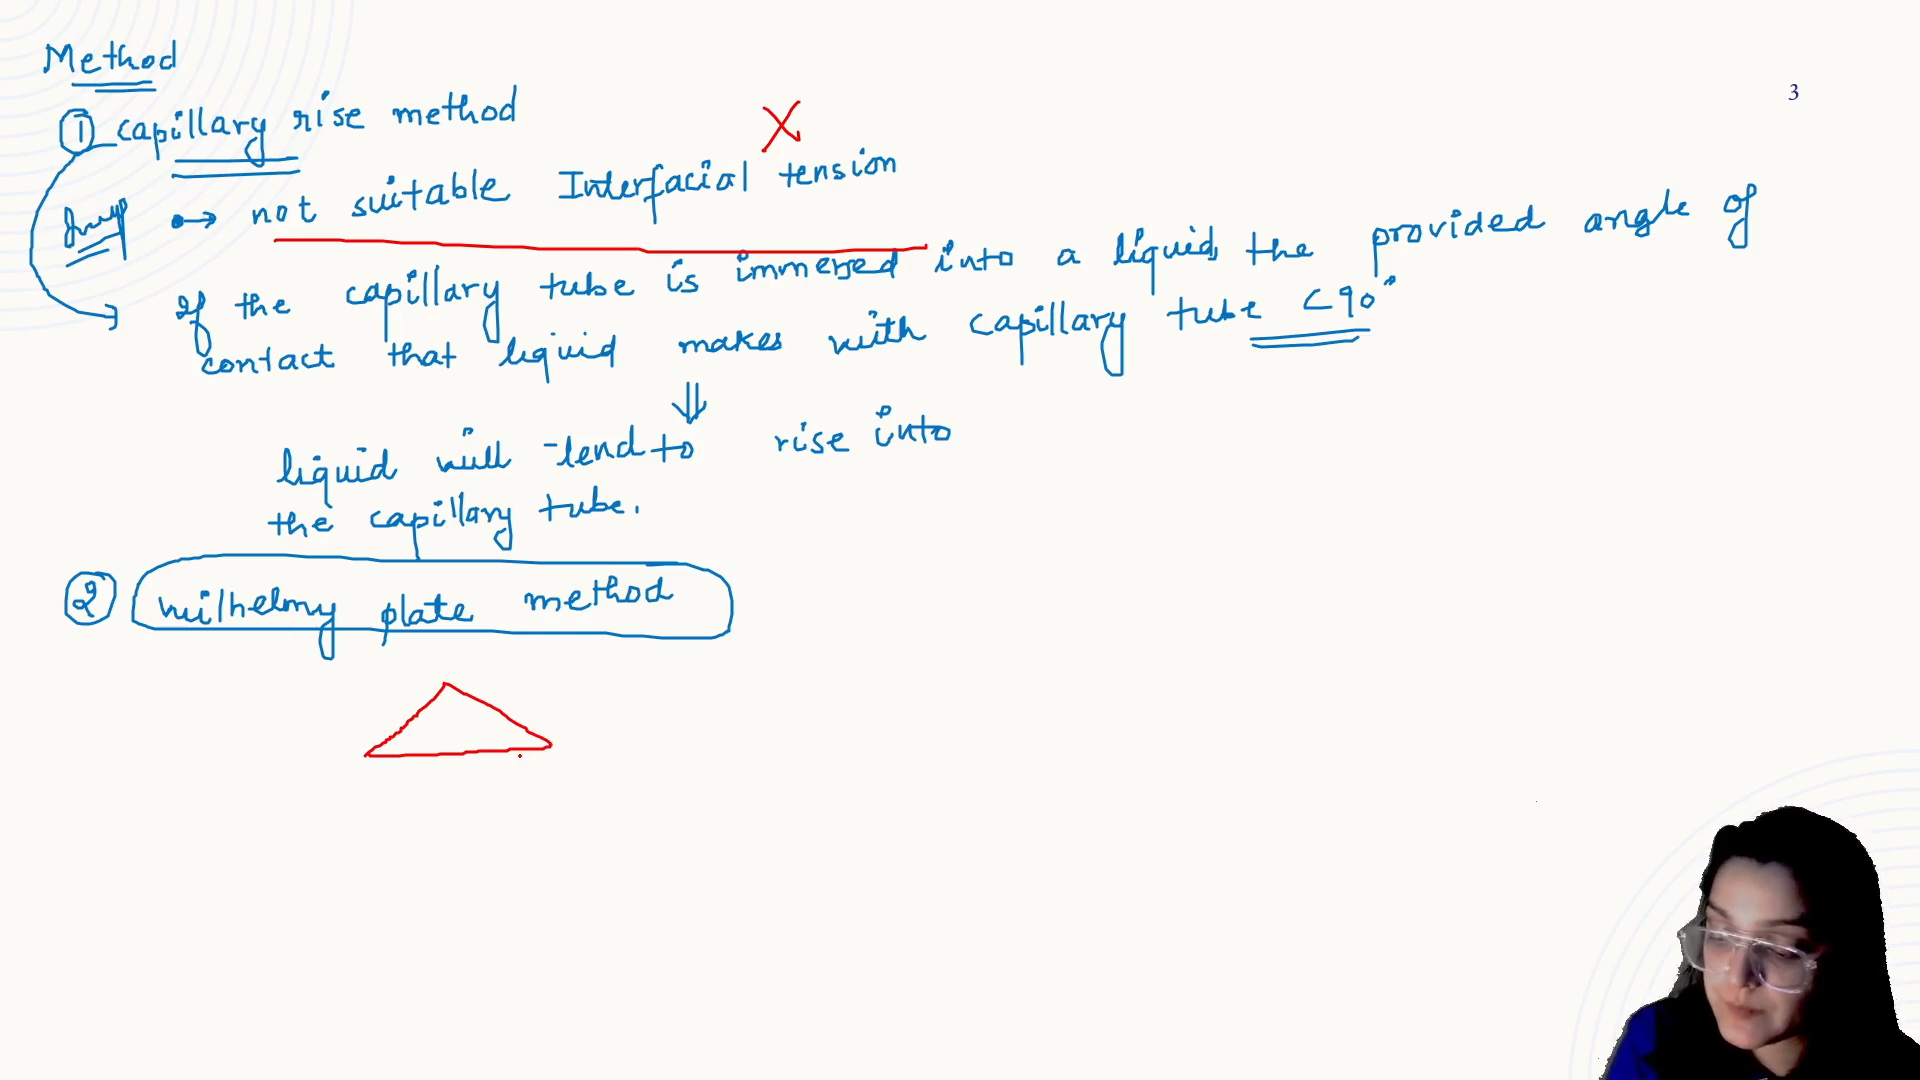 Method
3
① capillary rise method
Imp → not suitable Interfacial tension
If the capillary tube is immersed into a liquid, the provided angle of
contact that liquid makes with capillary tube <90°
liquid will tend to rise into
the capillary tube.
② wilhelmy plate method